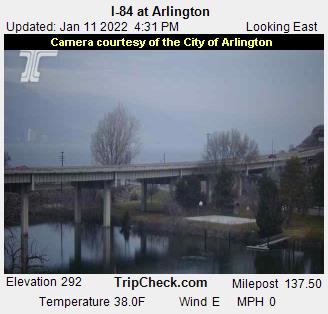 I-84 at Arlington
Updated: Jan 11 2022 4:31 PM Looking East
Camera courtesy of the City of Arlington
Elevation 292 TripCheck.com Milepost 137.50
Temperature 38.0F Wind E MPH 0